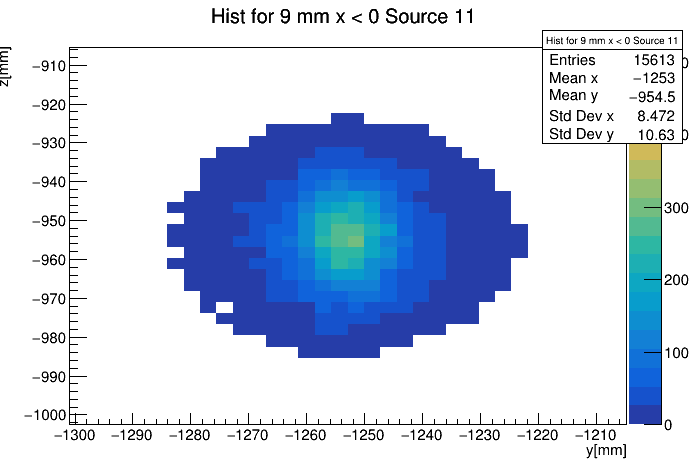 Hist for 9 mm x < 0 Source 11
z[mm]
−910
−920
−930
−940
−950
−960
−970
−980
−990
−1000
−1300 −1290 −1280 −1270 −1260 −1250 −1240 −1230 −1220 −1210
y[mm]
Hist for 9 mm x < 0 Source 11
Entries 15613
Mean x −1253
Mean y −954.5
Std Dev x 8.472
Std Dev y 10.63
300
200
100
0